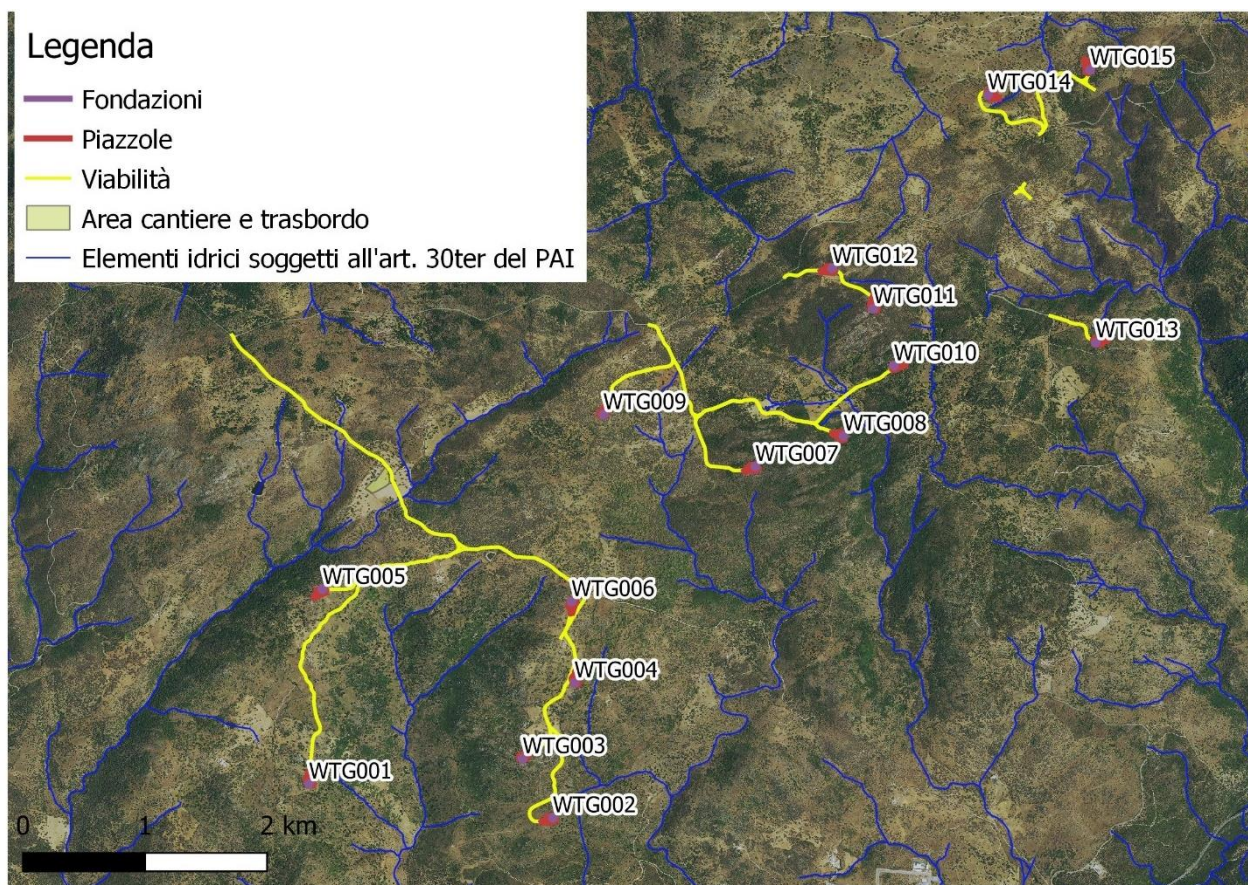 Legenda
Fondazioni
Piazzole
Viabilità
Area cantiere e trasbordo
Elementi idrici soggetti all'art. 30ter del PAI
WTG015
WTG014
WTG012
WTG011
WTG013
WTG010
WTG009
WTG008
WTG007
WTG005
WTG006
WTG004
WTG003
WTG001
WTG002
0 1 2 km